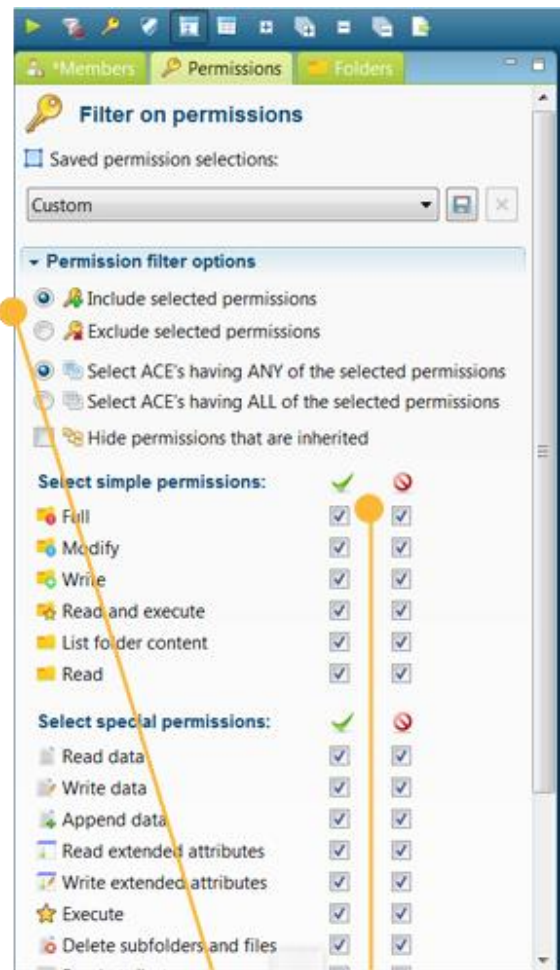 *Members Permissions Folders
Filter on permissions
Saved permission selections:
Custom
Permission filter options
Include selected permissions
Exclude selected permissions
Select ACE's having ANY of the selected permissions
Select ACE's having ALL of the selected permissions
Hide permissions that are inherited
Select simple permissions:
Full
Modify
Write
Read and execute
List folder content
Read
Select special permissions:
Read data
Write data
Append data
Read extended attributes
Write extended attributes
Execute
Delete subfolders and files